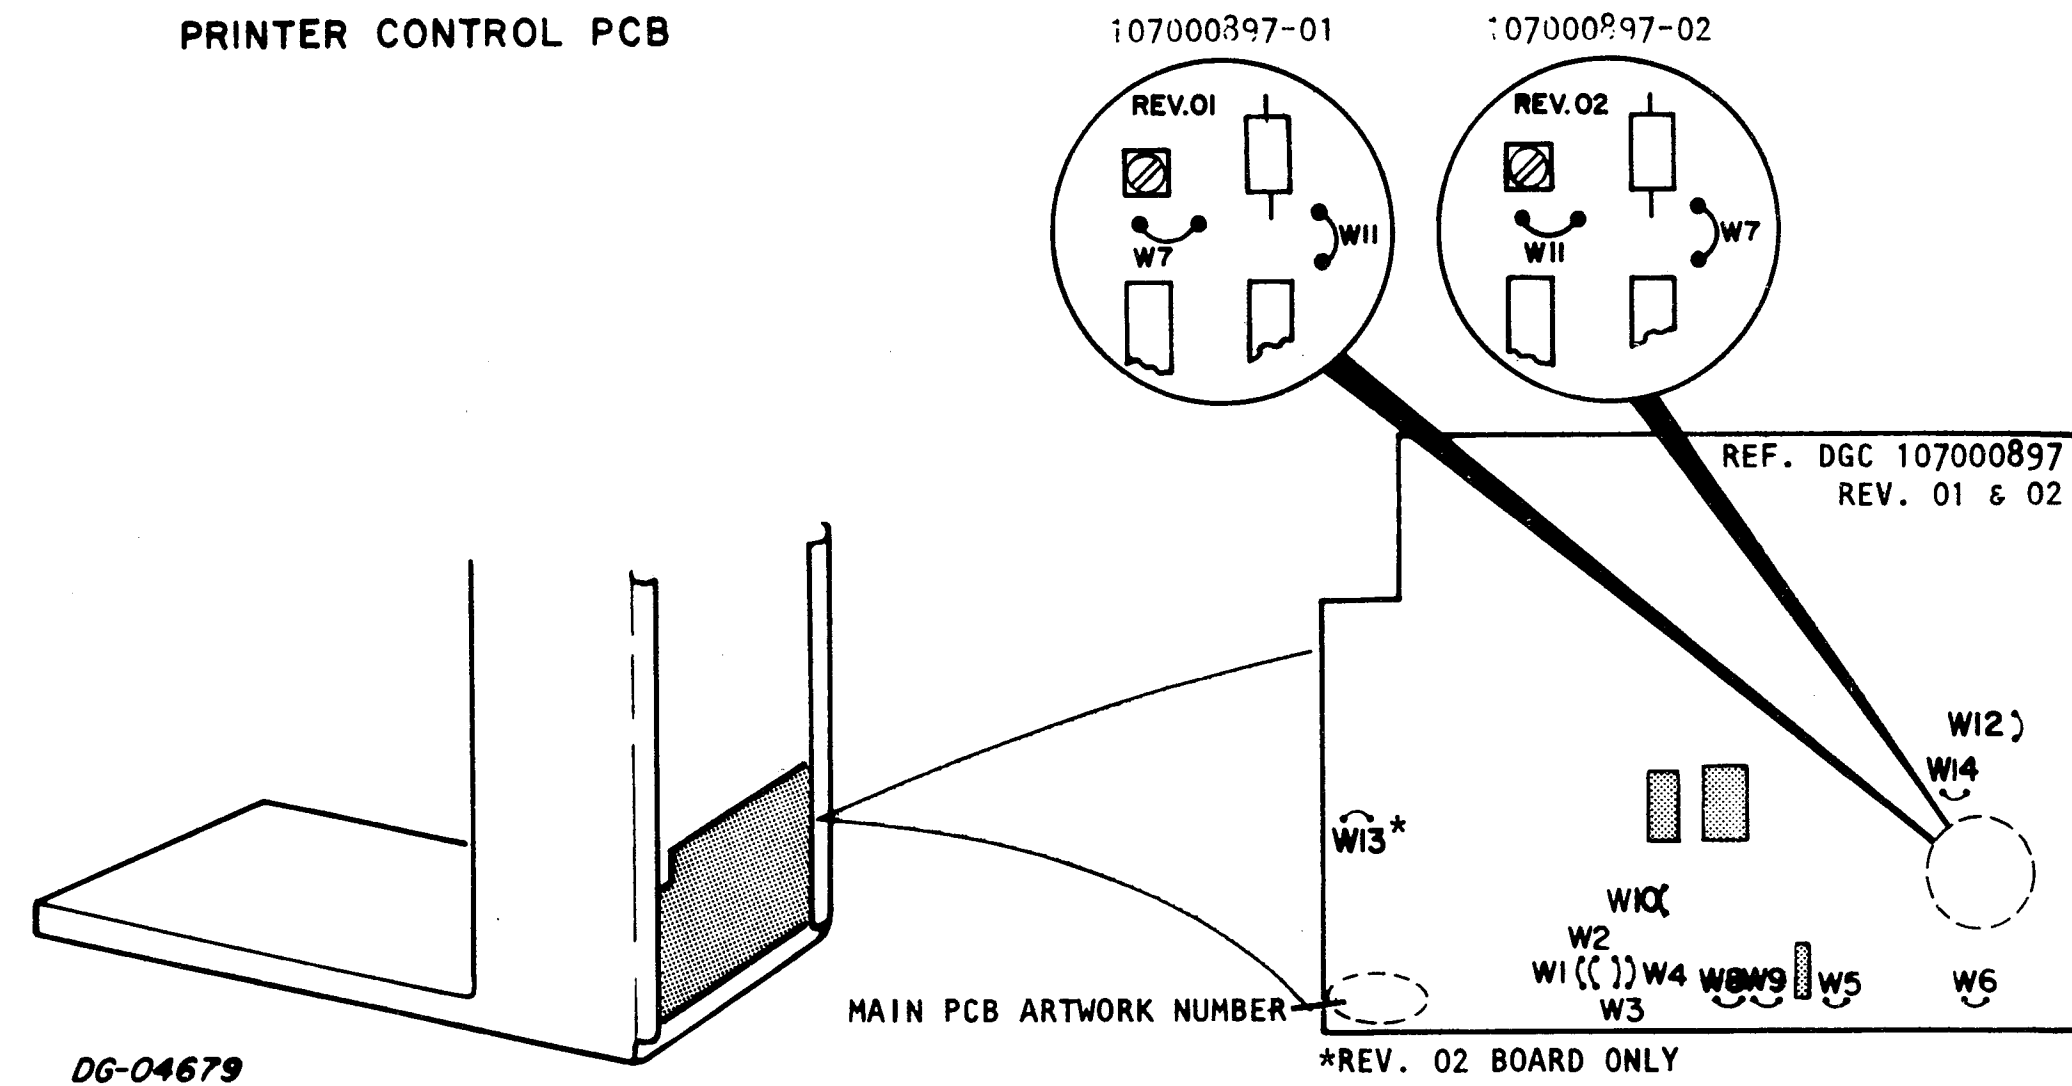 PRINTER CONTROL PCB
107000897-01
107000897-02
REV.01
W7
W11
REV.02
W11
W7
REF. DGC 107000897
REV. 01 & 02
W12
W14
W13*
W10
W2
W1
W4
W8
W9
W5
W6
W3
MAIN PCB ARTWORK NUMBER
*REV. 02 BOARD ONLY
DG-04679